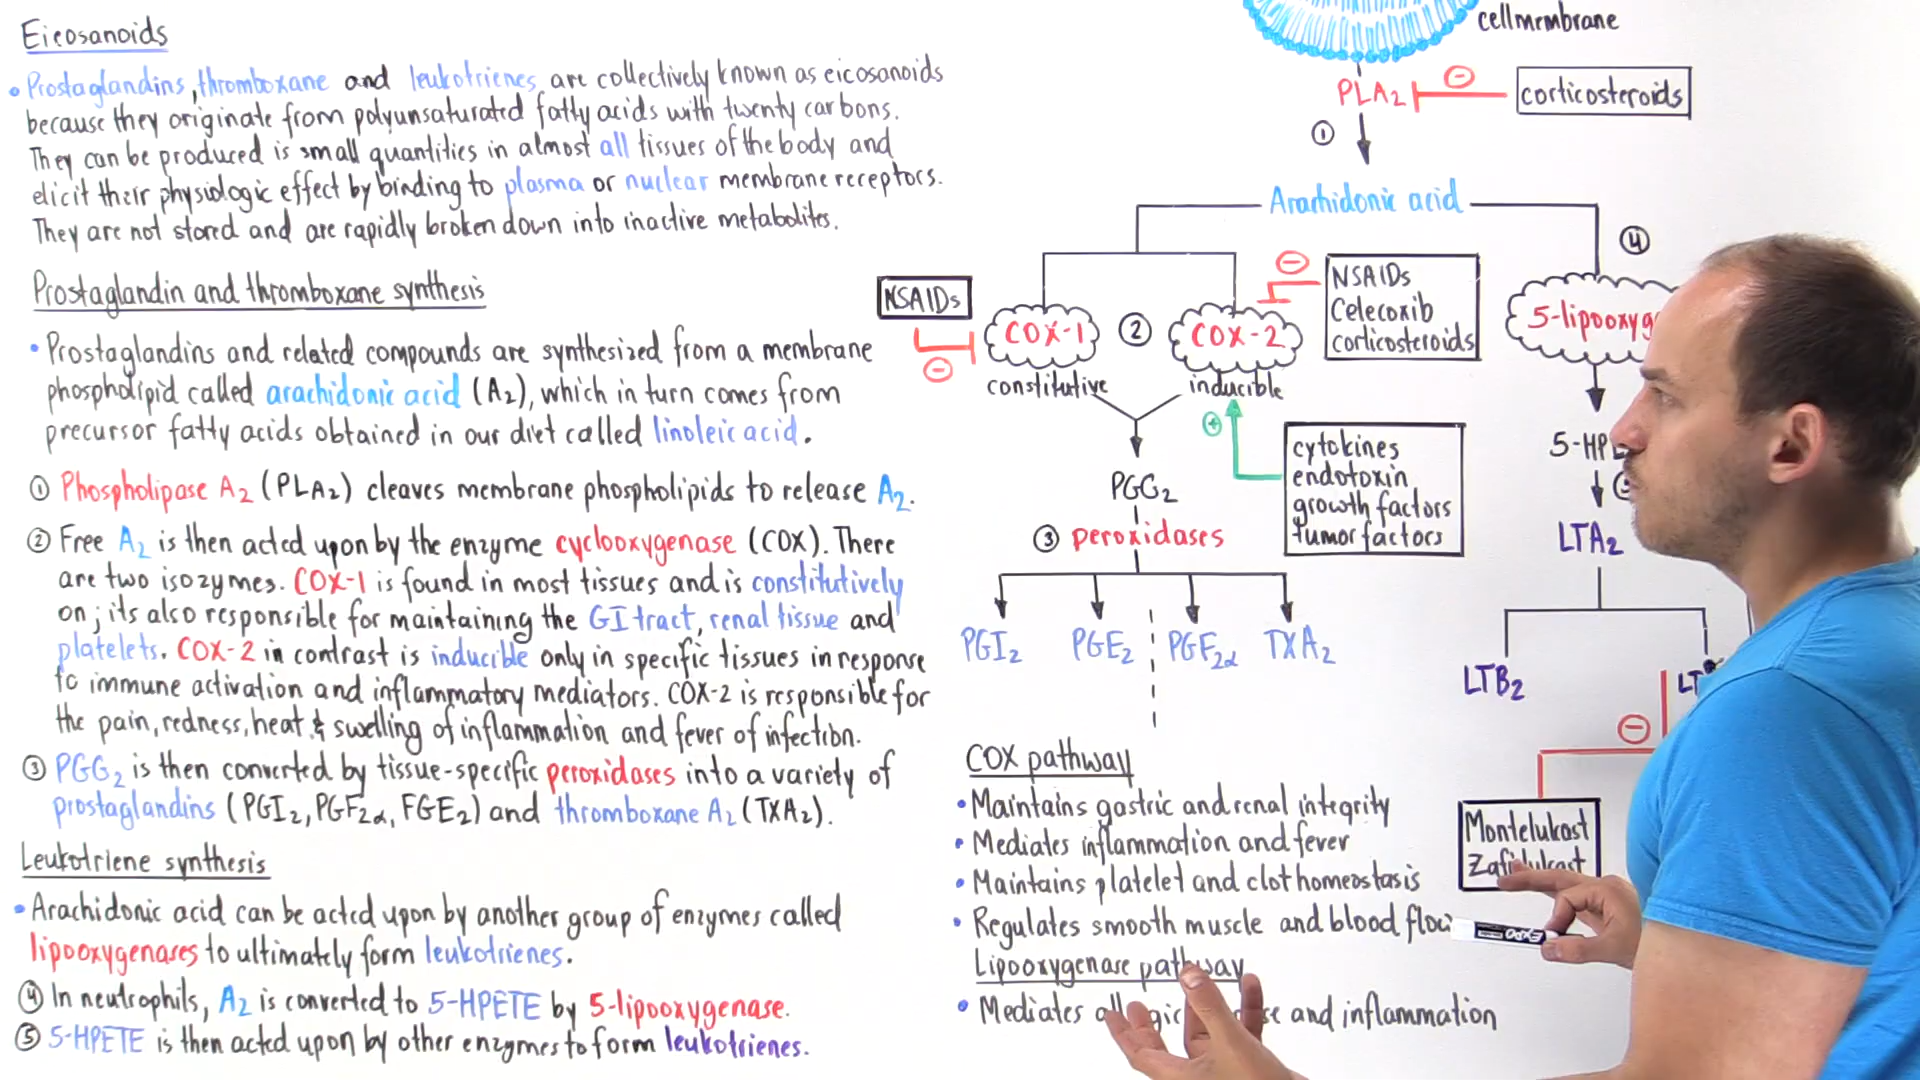 Eicosanoids
• Prostaglandins, thromboxane and leukotrienes are collectively known as eicosanoids
because they originate from polyunsaturated fatty acids with twenty carbons.
They can be produced is small quantities in almost all tissues of the body and
elicit their physiologic effect by binding to plasma or nuclear membrane receptors.
They are not stored and are rapidly broken down into inactive metabolites.
Prostaglandin and thromboxane synthesis
• Prostaglandins and related compounds are synthesized from a membrane
phospholipid called arachidonic acid (A2), which in turn comes from
precursor fatty acids obtained in our diet called linoleic acid.
① Phospholipase A2 (PLA2) cleaves membrane phospholipids to release A2.
② Free A2 is then acted upon by the enzyme cyclooxygenase (COX). There
are two isozymes. COX-1 is found in most tissues and is constitutively
on; its also responsible for maintaining the GI tract, renal tissue and
platelets. COX-2 in contrast is inducible only in specific tissues in response
to immune activation and inflammatory mediators. COX-2 is responsible for
the pain, redness, heat & swelling of inflammation and fever of infection.
③ PGG2 is then converted by tissue-specific peroxidases into a variety of
prostaglandins (PGI2, PGF2α, FGE2) and thromboxane A2 (TXA2).
Leukotriene synthesis
• Arachidonic acid can be acted upon by another group of enzymes called
lipooxygenases to ultimately form leukotrienes.
④ In neutrophils, A2 is converted to 5-HPETE by 5-lipooxygenase.
⑤ 5-HPETE is then acted upon by other enzymes to form leukotrienes.
cell membrane
PLA2
⊖
corticosteroids
①
Arachidonic acid
④
NSAIDs
⊖
COX-1
constitutive
②
COX-2
inducible
⊖
NSAIDs
Celecoxib
corticosteroids
⊕
cytokines
endotoxin
growth factors
tumor factors
PGG2
③ peroxidases
PGI2 PGE2 PGF2α TXA2
5-lipooxyg
5-HP
LTA2
LTB2
LT
⊖
Montelukast
Zafirlukast
COX pathway
• Maintains gastric and renal integrity
• Mediates inflammation and fever
• Maintains platelet and clot homeostasis
• Regulates smooth muscle and blood flow
Lipooxygenase pathway
• Mediates and inflammation
EXPO